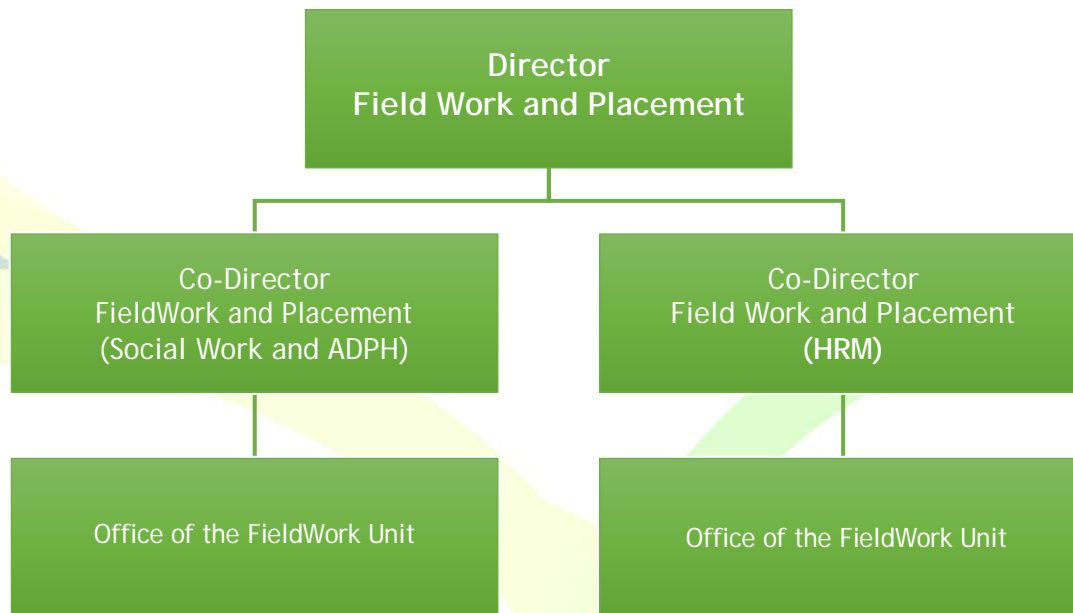 Director
Field Work and Placement
Co-Director
FieldWork and Placement
(Social Work and ADPH)
Co-Director
Field Work and Placement
(HRM)
Office of the FieldWork Unit
Office of the FieldWork Unit